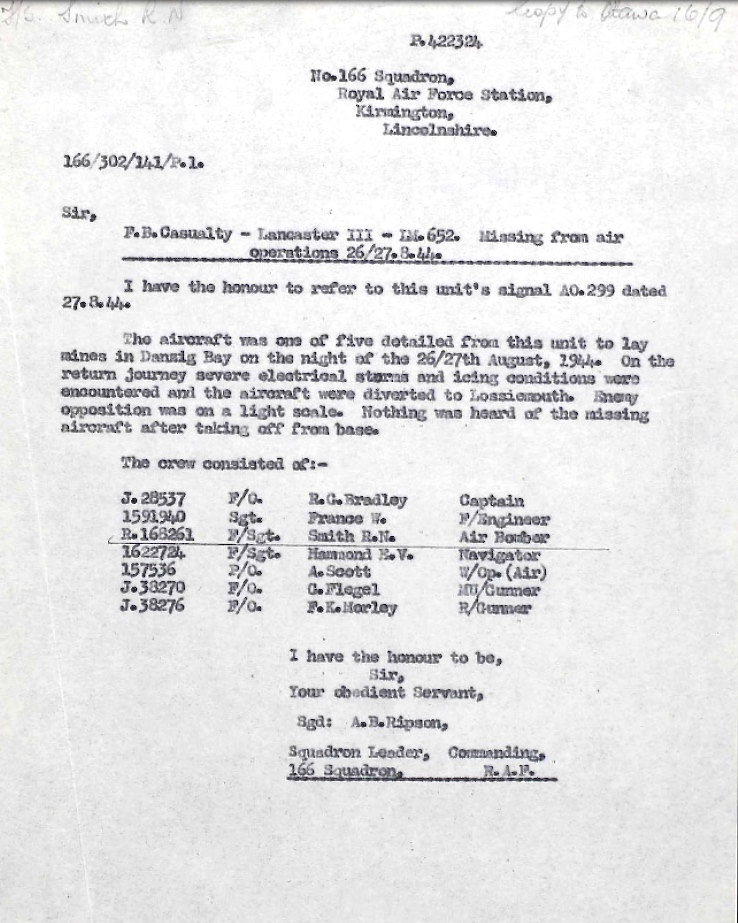 Smith R.N
Copy to Ottawa 16/9
P.422324
No.166 Squadron,
Royal Air Force Station,
Kirmington,
Lincolnshire.
166/302/141/P.1.
Sir,
F.B.Casualty - Lancaster III - LM.652. Missing from air
operations 26/27.8.44.
I have the honour to refer to this unit's signal AO.299 dated
27.8.44.
The aircraft was one of five detailed from this unit to lay
mines in Danzig Bay on the night of the 26/27th August, 1944. On the
return journey severe electrical storms and icing conditions were
encountered and the aircraft were diverted to Lossiemouth. Enemy
opposition was on a light scale. Nothing was heard of the missing
aircraft after taking off from base.
The crew consisted of:-
J.28537 F/O. R.G.Bradley Captain
1591940 Sgt. France W. F/Engineer
R.168261 F/Sgt. Smith R.N. Air Bomber
1622724 F/Sgt. Hammond E.V. Navigator
157536 P/O. A.Scott W/Op.(Air)
J.38270 F/O. C.Flegel MU/Gunner
J.38276 F/O. F.K.Morley R/Gunner
I have the honour to be,
Sir,
Your obedient Servant,
Sgd: A.B.Ripson,
Squadron Leader, Commanding,
166 Squadron, R.A.F.